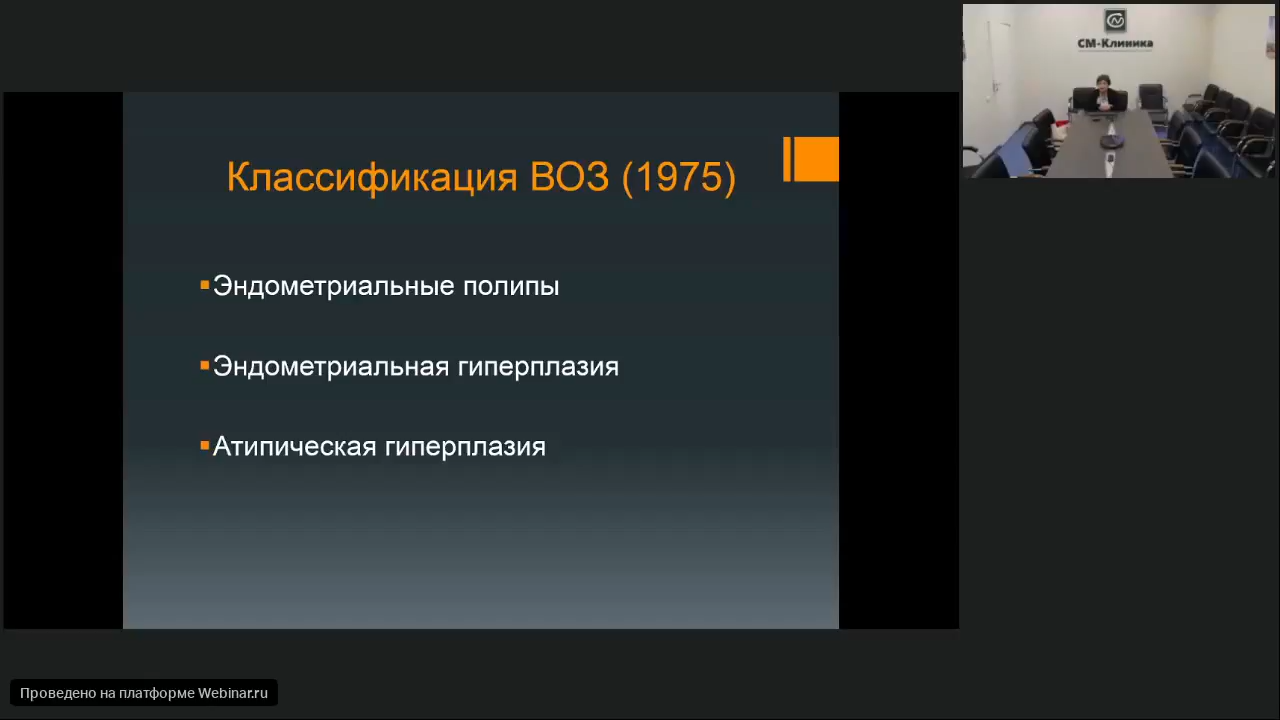 Классификация ВОЗ (1975)
Эндометриальные полипы
Эндометриальная гиперплазия
Атипическая гиперплазия
СМ-Клиника
Проведено на платформе Webinar.ru